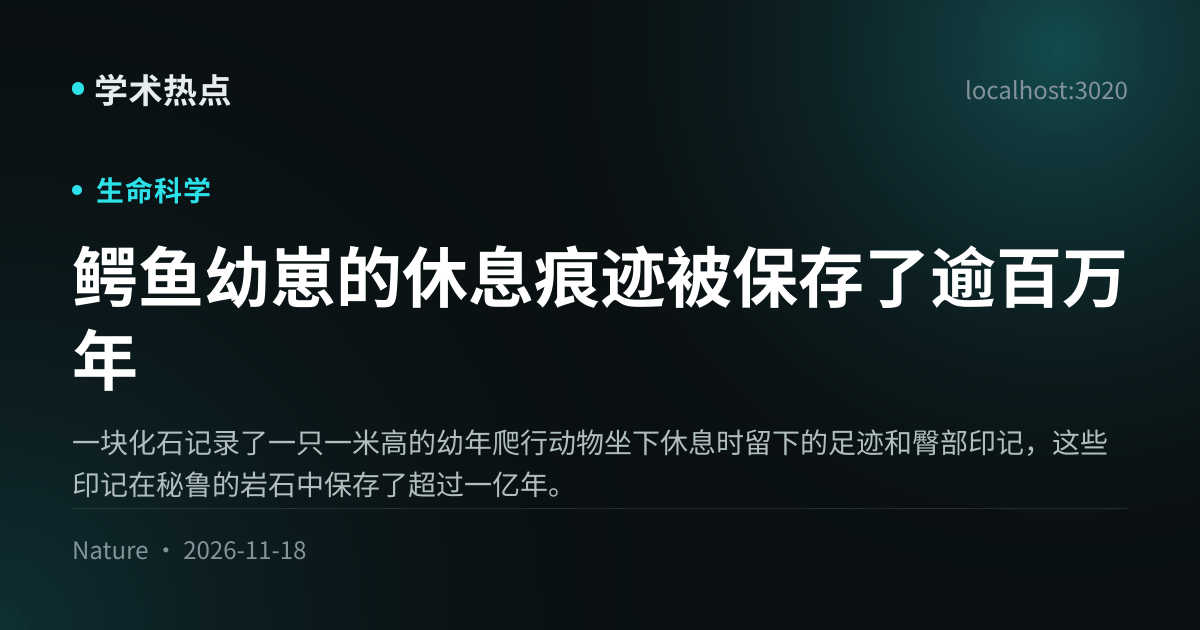 学术热点
localhost:3020
生命科学
鳄鱼幼崽的休息痕迹被保存了逾百万
年
一块化石记录了一只一米高的幼年爬行动物坐下休息时留下的足迹和臀部印记，这些
印记在秘鲁的岩石中保存了超过一亿年。
Nature · 2026-11-18